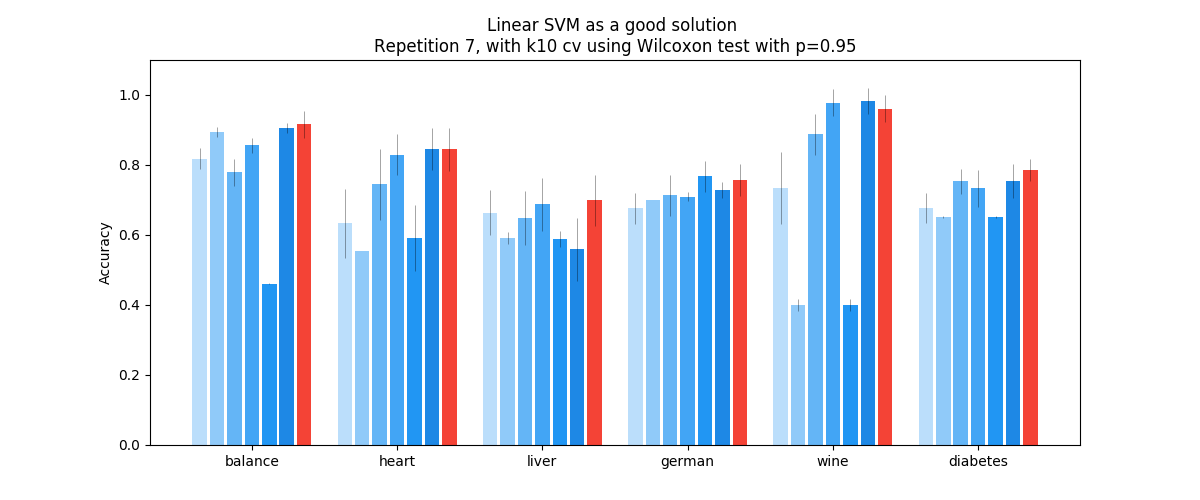 Linear SVM as a good solution
Repetition 7, with k10 cv using Wilcoxon test with p=0.95
Accuracy
1.0
0.8
0.6
0.4
0.2
0.0
balance heart liver german wine diabetes